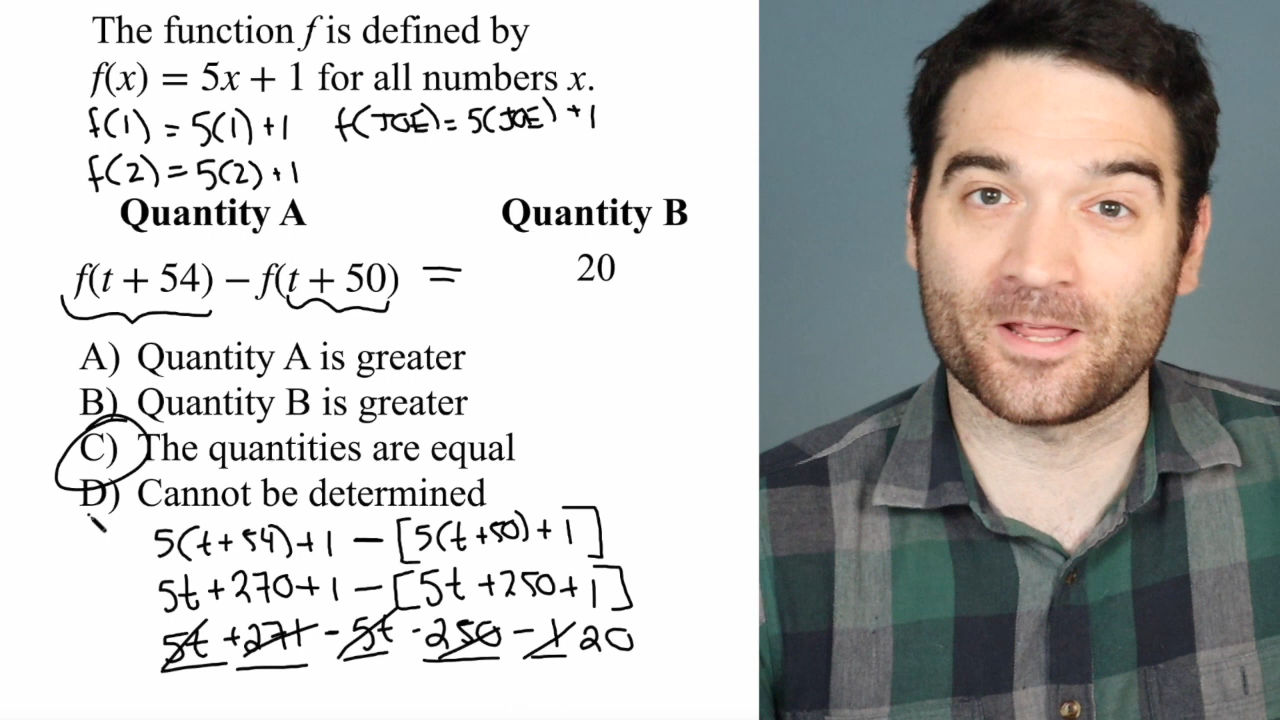 The function f is defined by
f(x) = 5x + 1 for all numbers x.
f(1) = 5(1) + 1 f(JOE) = 5(JOE) + 1
f(2) = 5(2) + 1
Quantity A Quantity B
f(t + 54) – f(t + 50) = 20
A) Quantity A is greater
B) Quantity B is greater
C) The quantities are equal
D) Cannot be determined
5(t+54)+1 – [5(t+50)+1]
5t+270+1 – [5t+250+1]
5t+271-5t-250-1 20